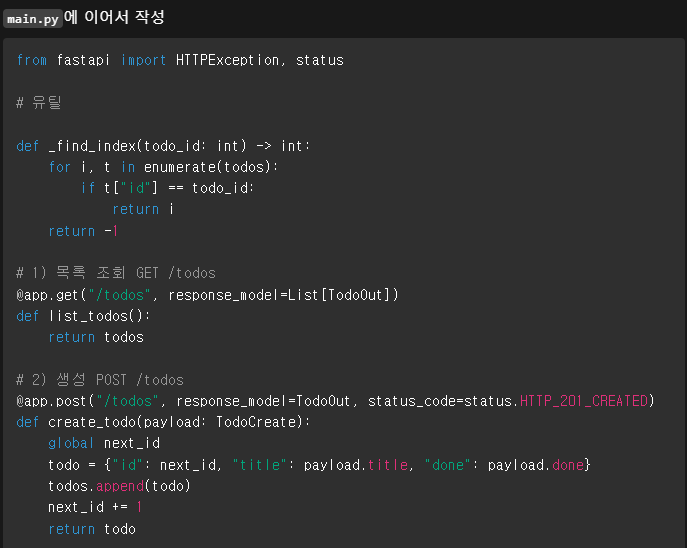 main.py에 이어서 작성
from fastapi import HTTPException, status
# 유틸
def _find_index(todo_id: int) -> int:
    for i, t in enumerate(todos):
        if t["id"] == todo_id:
            return i
    return -1
# 1) 목록 조회 GET /todos
@app.get("/todos", response_model=List[TodoOut])
def list_todos():
    return todos
# 2) 생성 POST /todos
@app.post("/todos", response_model=TodoOut, status_code=status.HTTP_201_CREATED)
def create_todo(payload: TodoCreate):
    global next_id
    todo = {"id": next_id, "title": payload.title, "done": payload.done}
    todos.append(todo)
    next_id += 1
    return todo